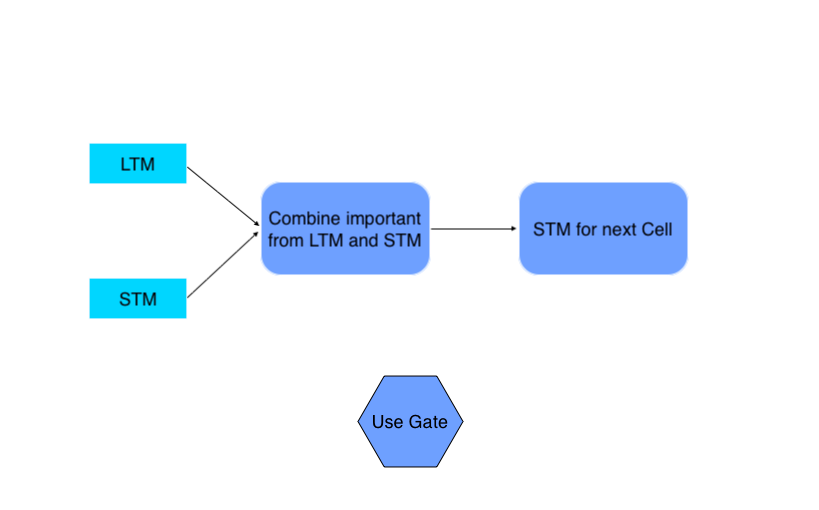 LTM
STM
Combine important
from LTM and STM
STM for next Cell
Use Gate